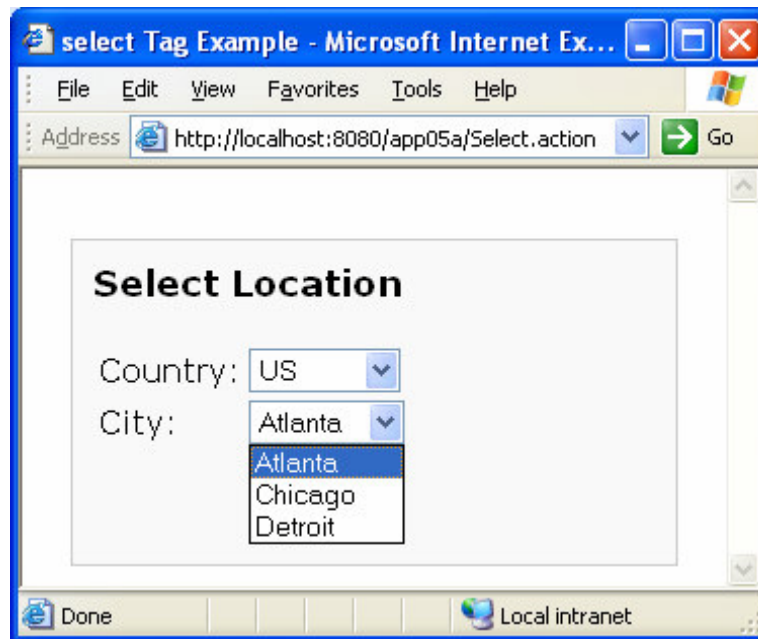 select Tag Example - Microsoft Internet Ex...
File Edit View Favorites Tools Help
Address http://localhost:8080/app05a/Select.action Go
Select Location
Country: US
City: Atlanta
Atlanta
Chicago
Detroit
Done Local intranet